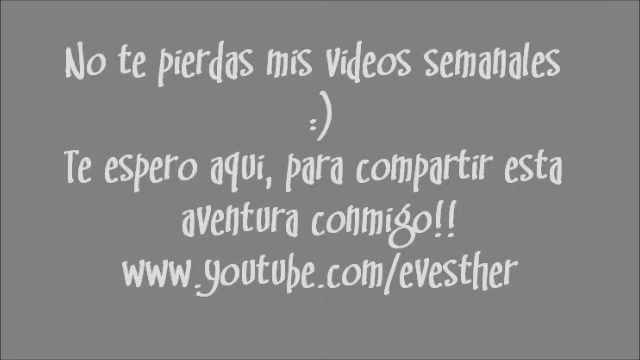 No te pierdas mis videos semanales
:)
Te espero aqui, para compartir esta
aventura conmigo!!
www.youtube.com/evesther